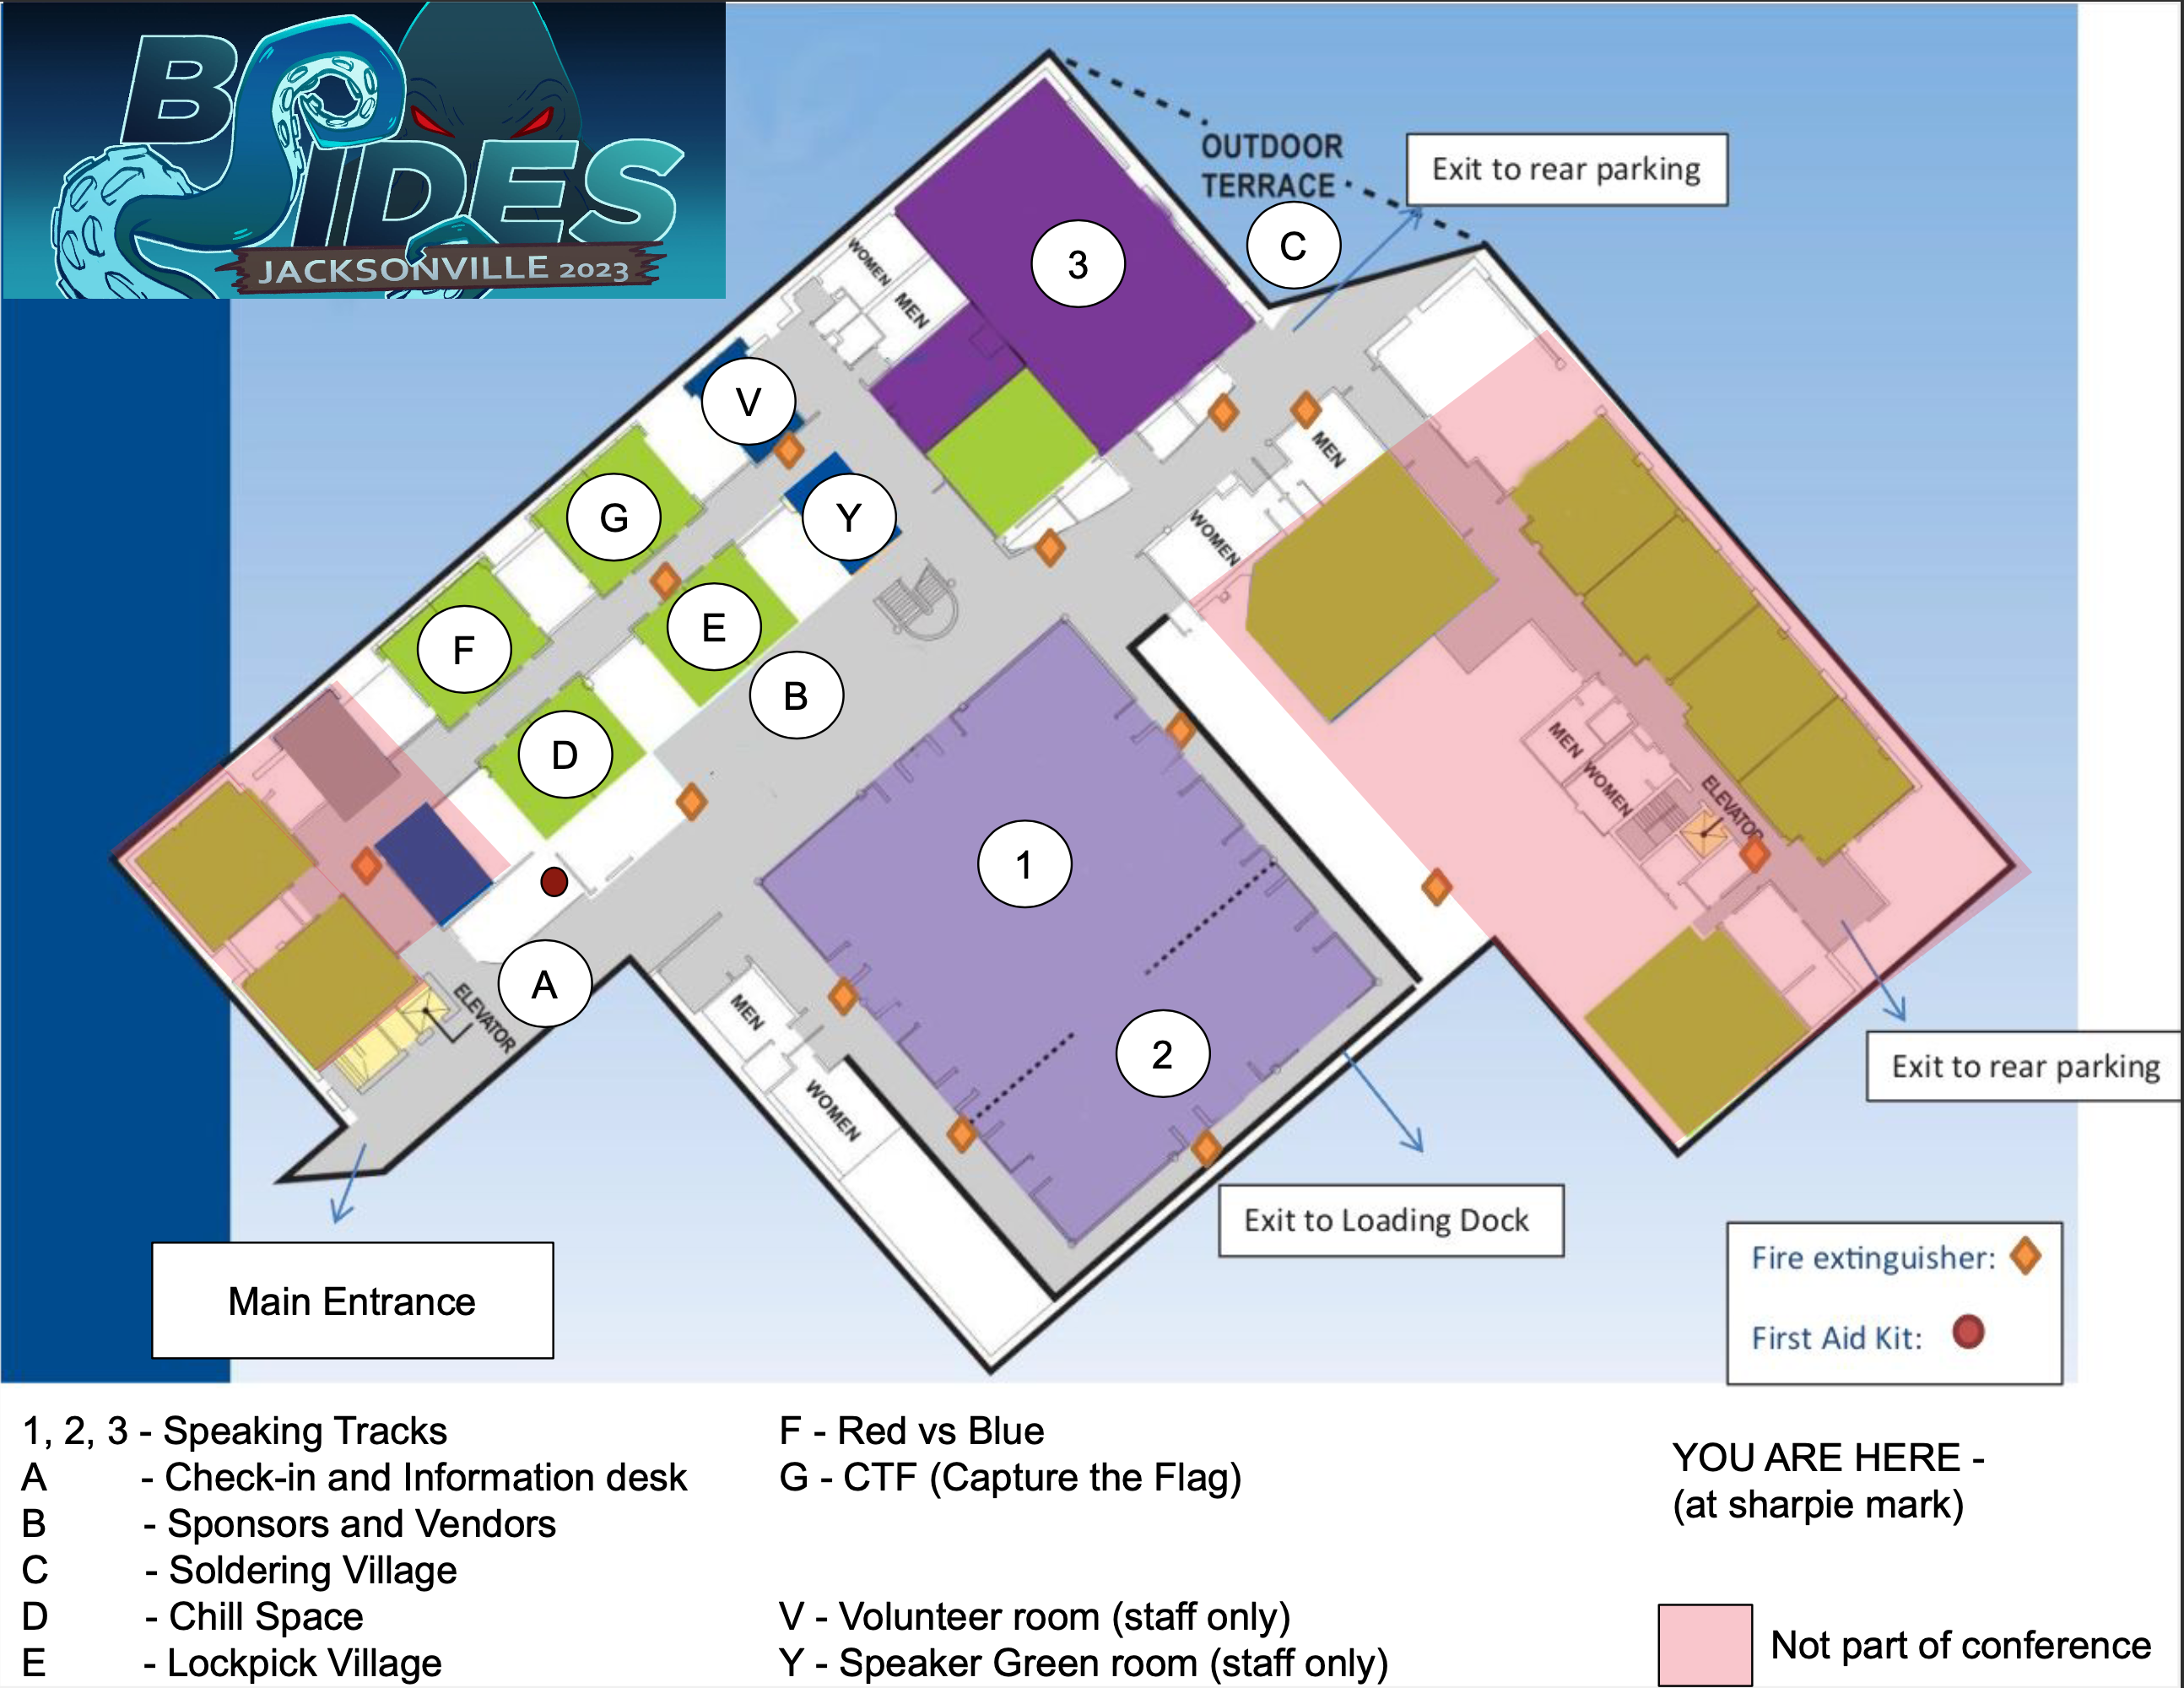 BSIDES
JACKSONVILLE 2023
OUTDOOR
TERRACE
Exit to rear parking
C
3
WOMEN
MEN
V
G
Y
MEN
WOMEN
F
E
B
D
1
MEN
WOMEN
ELEVATOR
A
ELEVATOR
MEN
WOMEN
2
Exit to rear parking
Exit to Loading Dock
Main Entrance
Fire extinguisher:
First Aid Kit:
1, 2, 3 - Speaking Tracks
A - Check-in and Information desk
B - Sponsors and Vendors
C - Soldering Village
D - Chill Space
E - Lockpick Village
F - Red vs Blue
G - CTF (Capture the Flag)
V - Volunteer room (staff only)
Y - Speaker Green room (staff only)
YOU ARE HERE -
(at sharpie mark)
Not part of conference